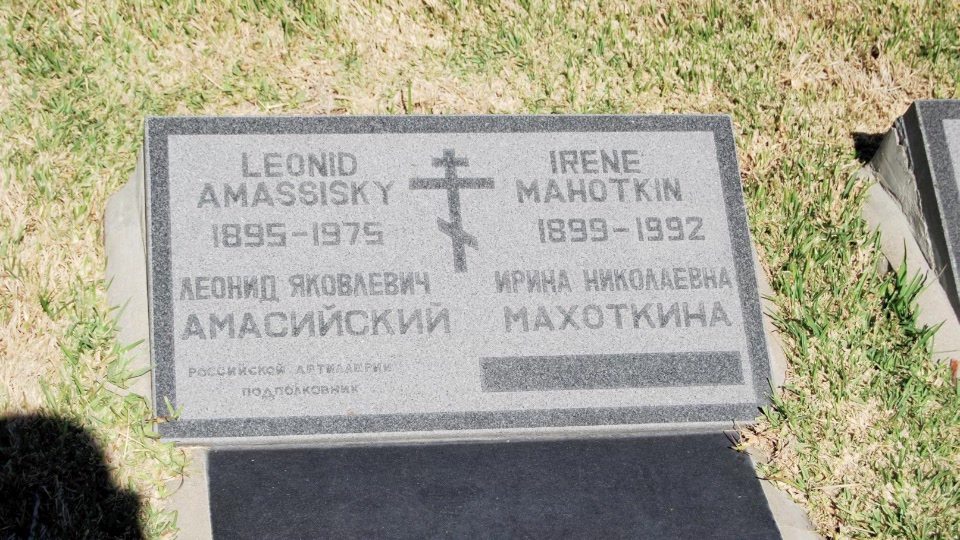 LEONID
AMASSISKY
1895-1975
ЛЕОНИД ЯКОВЛЕВИЧ
АМАСИЙСКИЙ
РОССИЙСКОЙ АРТИЛЛЕРИИ
ПОДПОЛКОВНИК
IRENE
MAHOTKIN
1899-1992
ИРИНА НИКОЛАЕВНА
МАХОТКИНА